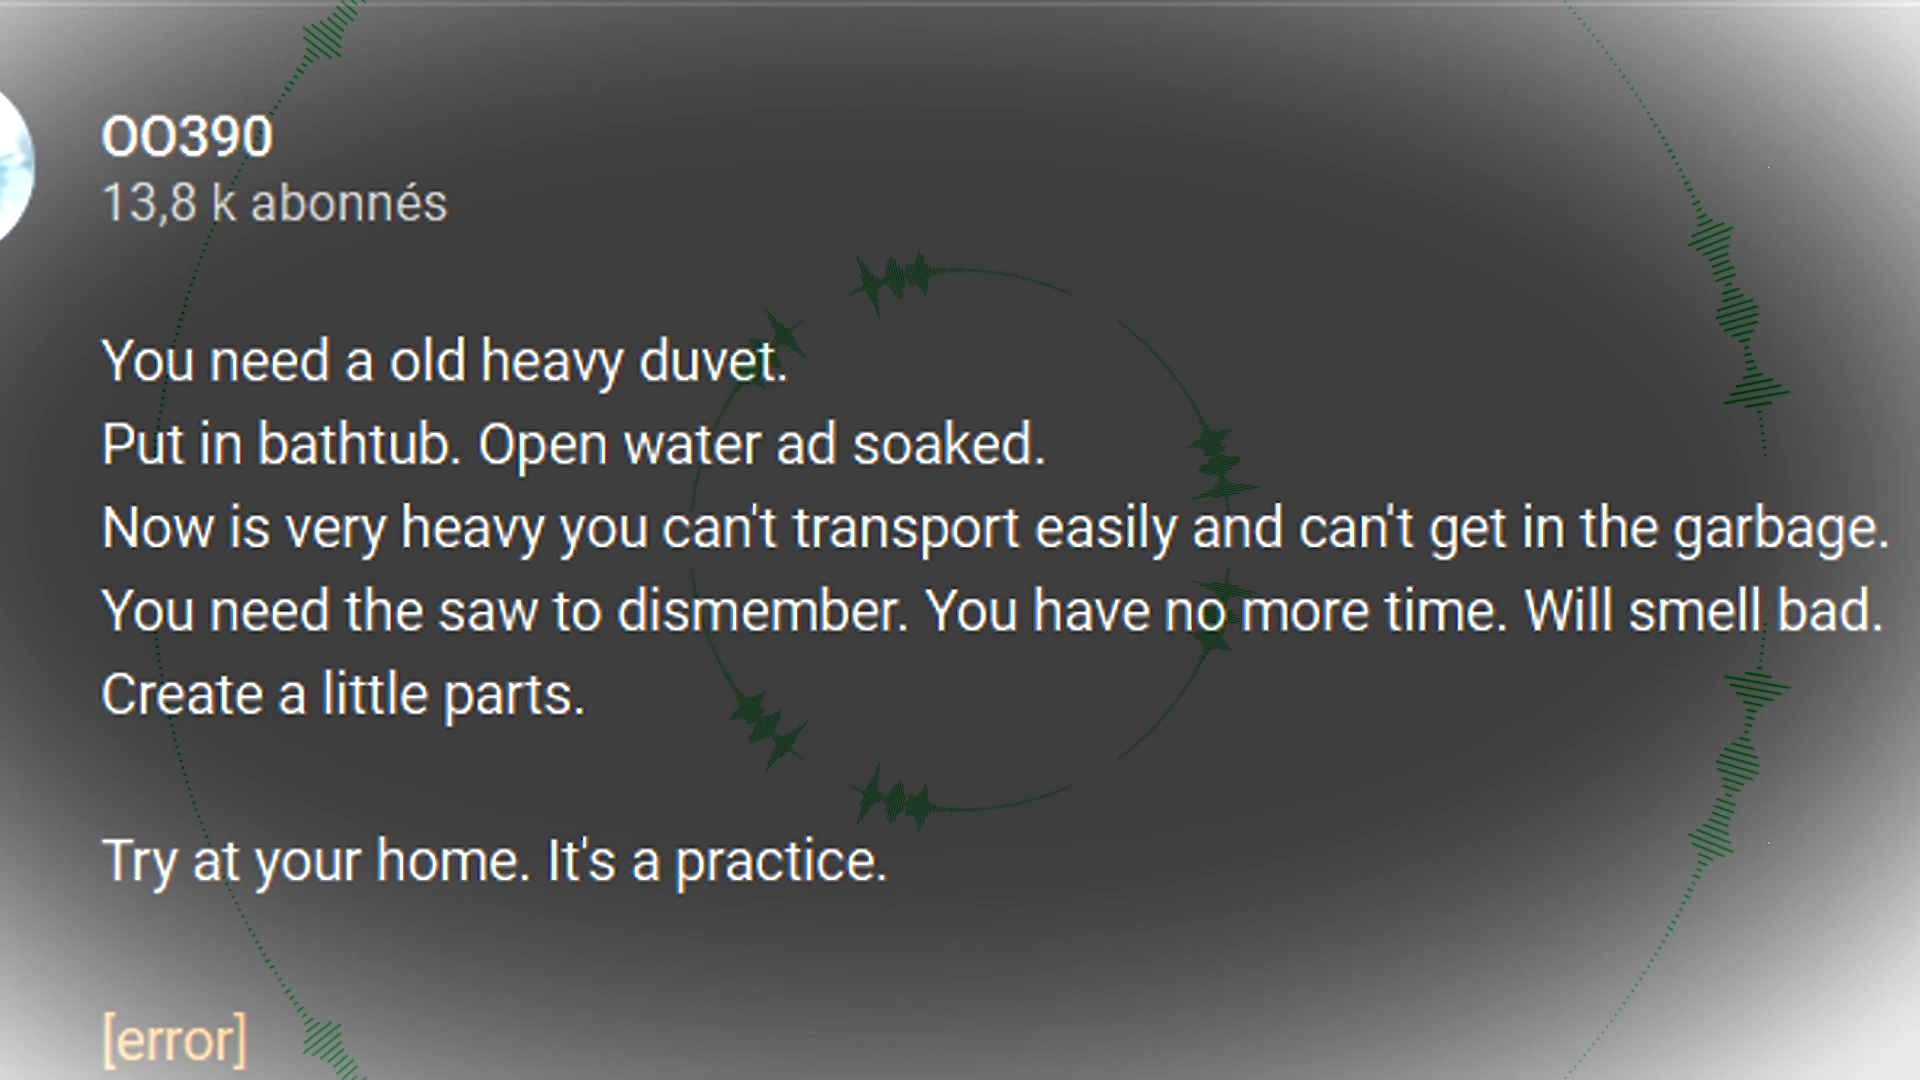 OO390
13,8 k abonnés
You need a old heavy duvet.
Put in bathtub. Open water ad soaked.
Now is very heavy you can't transport easily and can't get in the garbage.
You need the saw to dismember. You have no more time. Will smell bad.
Create a little parts.
Try at your home. It's a practice.
[error]